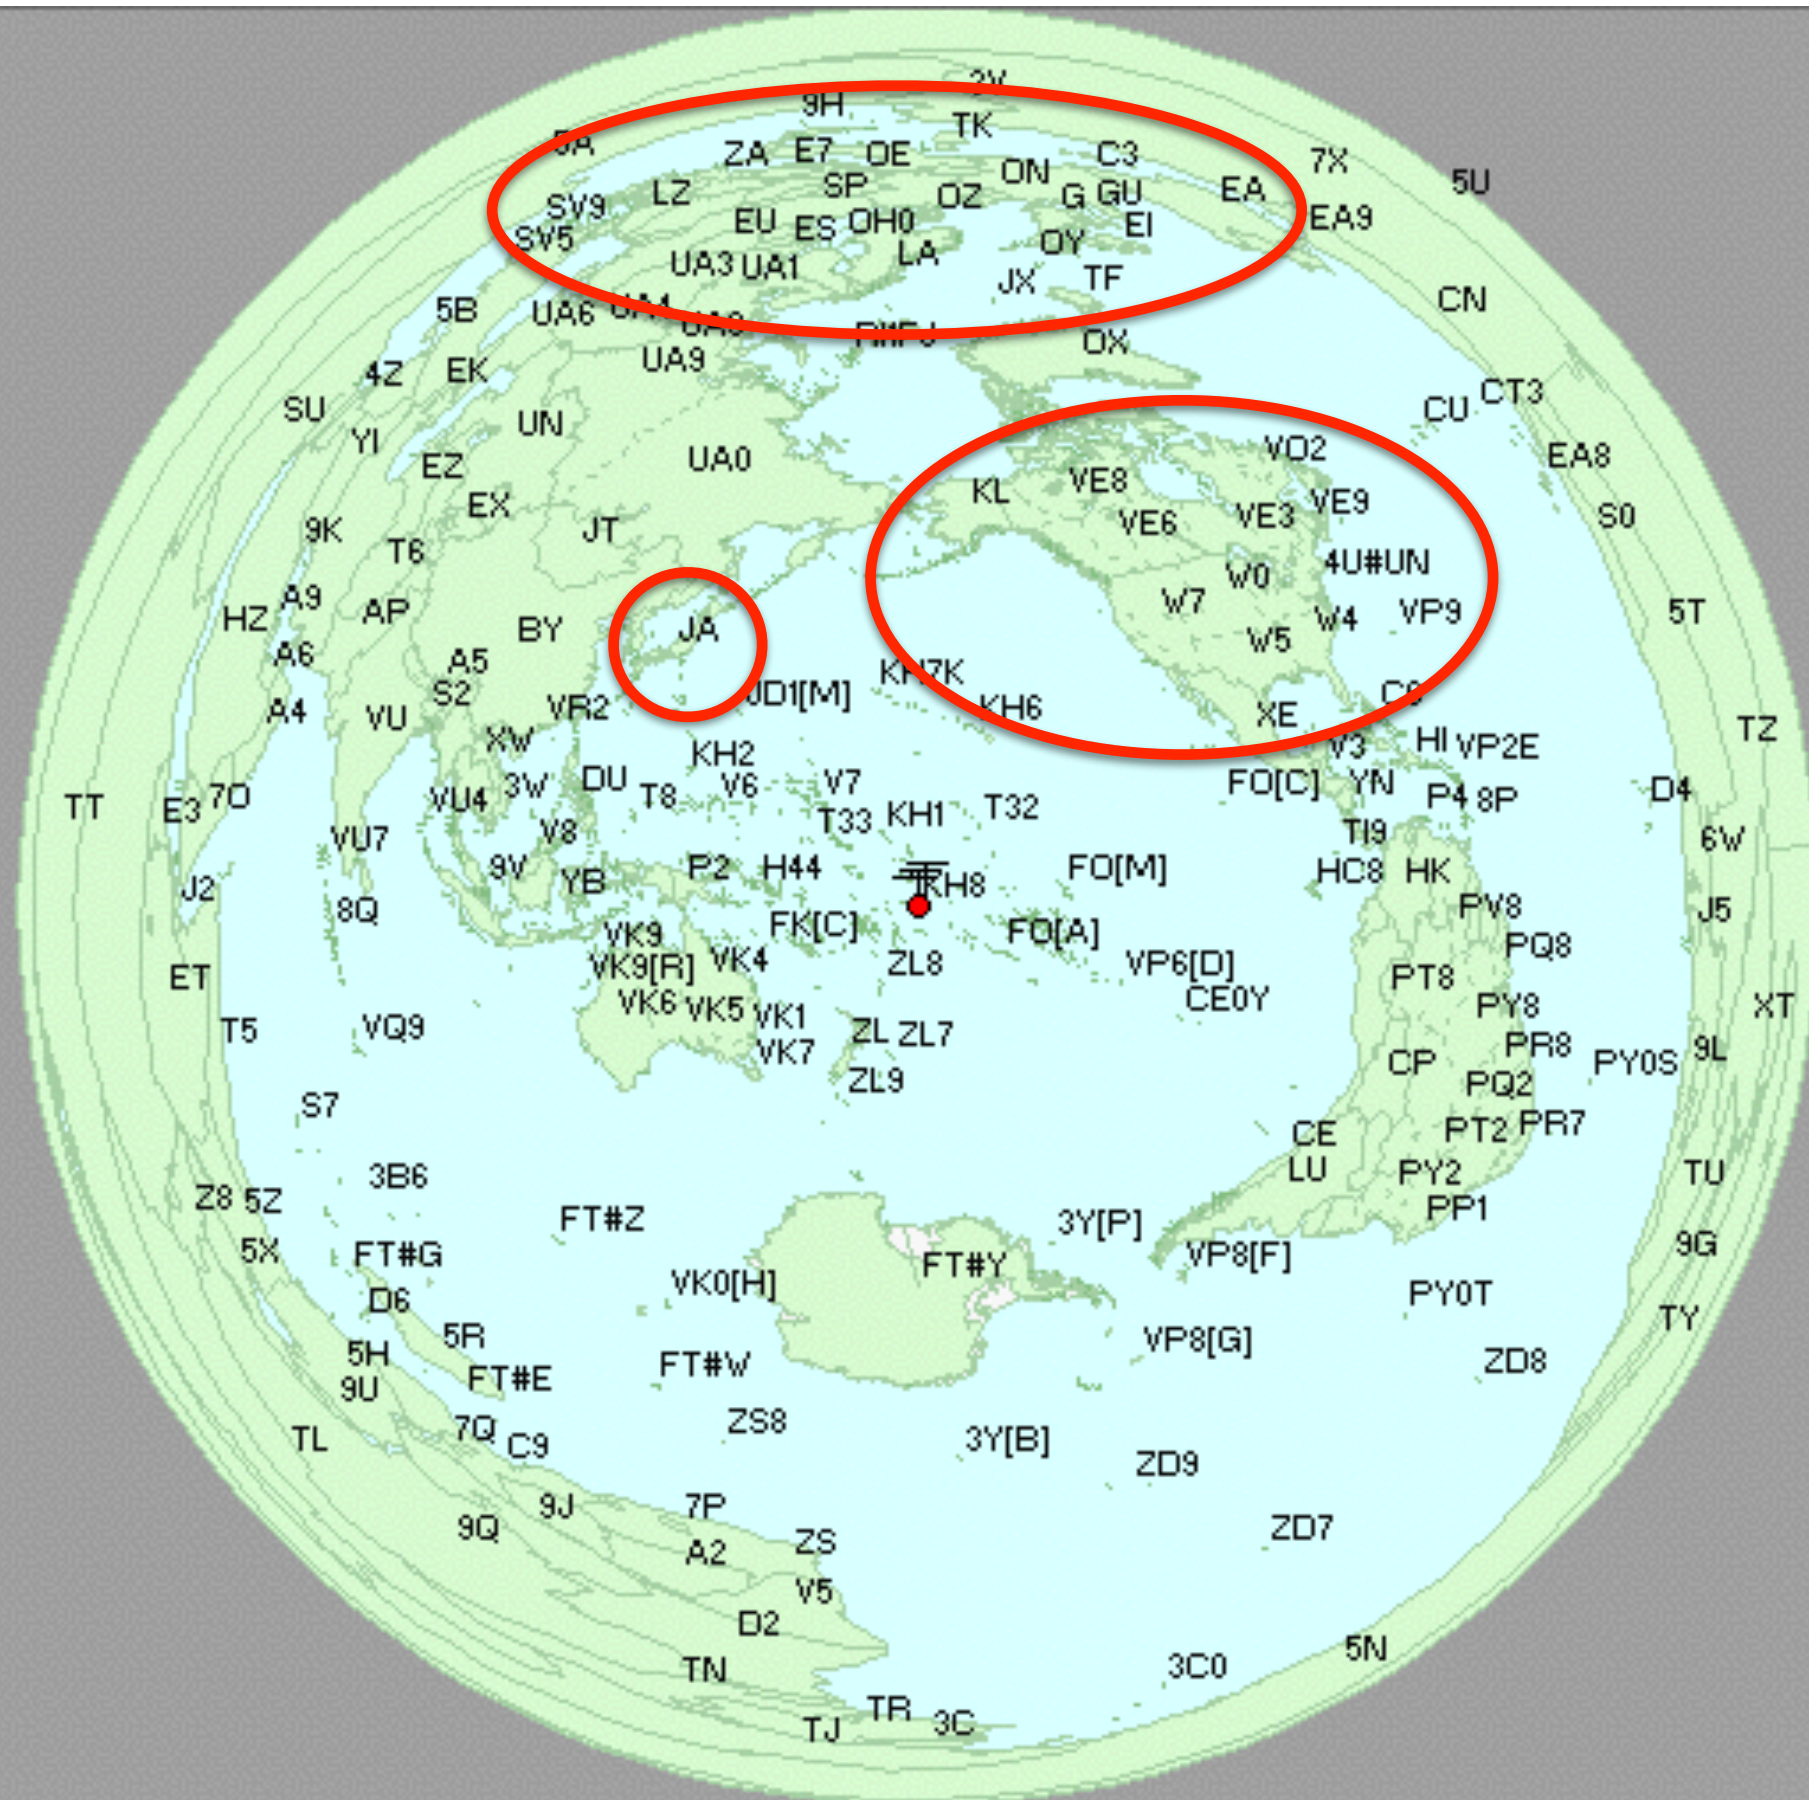 3V
9H
TK
5A
ZA E7 OE C3
7X
5U
SP ON
LZ OZ G GU EA
SV9 EU ES OH0 EI EA9
SV5 LA OY
UA3 UA1 JX TF
5B UA6 UA4 CN
OX
UA9
4Z EK
SU CU CT3
YI UN VO2
EZ UA0 KL VE8 EA8
EX VE6 VE3 VE9 S0
9K T6 JT 4U#UN
W0
HZ A9 AP W7 W4 VP9 5T
BY JA W5
A6 A5 KH7K
A4 S2 JD1[M] C6
VU VR2 KH6 XE TZ
XW KH2 V3 HI VP2E
TT E3 7O VU4 3W DU T8 V6 V7 FO[C] YN P4 8P D4
T33 KH1 T32
VU7 V8 TI9 6W
9V YB P2 H44 FO[M] HC8 HK
J2 KH8
8Q FK[C] FO[A] PV8 J5
VK9
ET VK9[R] VK4 ZL8 VP6[D] PT8 PQ8
CE0Y
T5 VQ9 VK6 VK5 VK1 ZL ZL7 PY8 XT
VK7 CP PR8 PY0S 9L
ZL9 PQ2
S7 CE PT2 PR7
3B6 LU PY2 TU
Z8 5Z FT#Z 3Y[P] PP1
5X FT#G FT#Y VP8[F] 9G
D6 VK0[H] PY0T
5R VP8[G] TY
5H FT#W ZD8
9U FT#E
TL 7Q C9 ZS8 3Y[B] ZD9
9J 7P
9Q A2 ZS ZD7
V5
D2
TN 3C0 5N
TR 3C
TJ